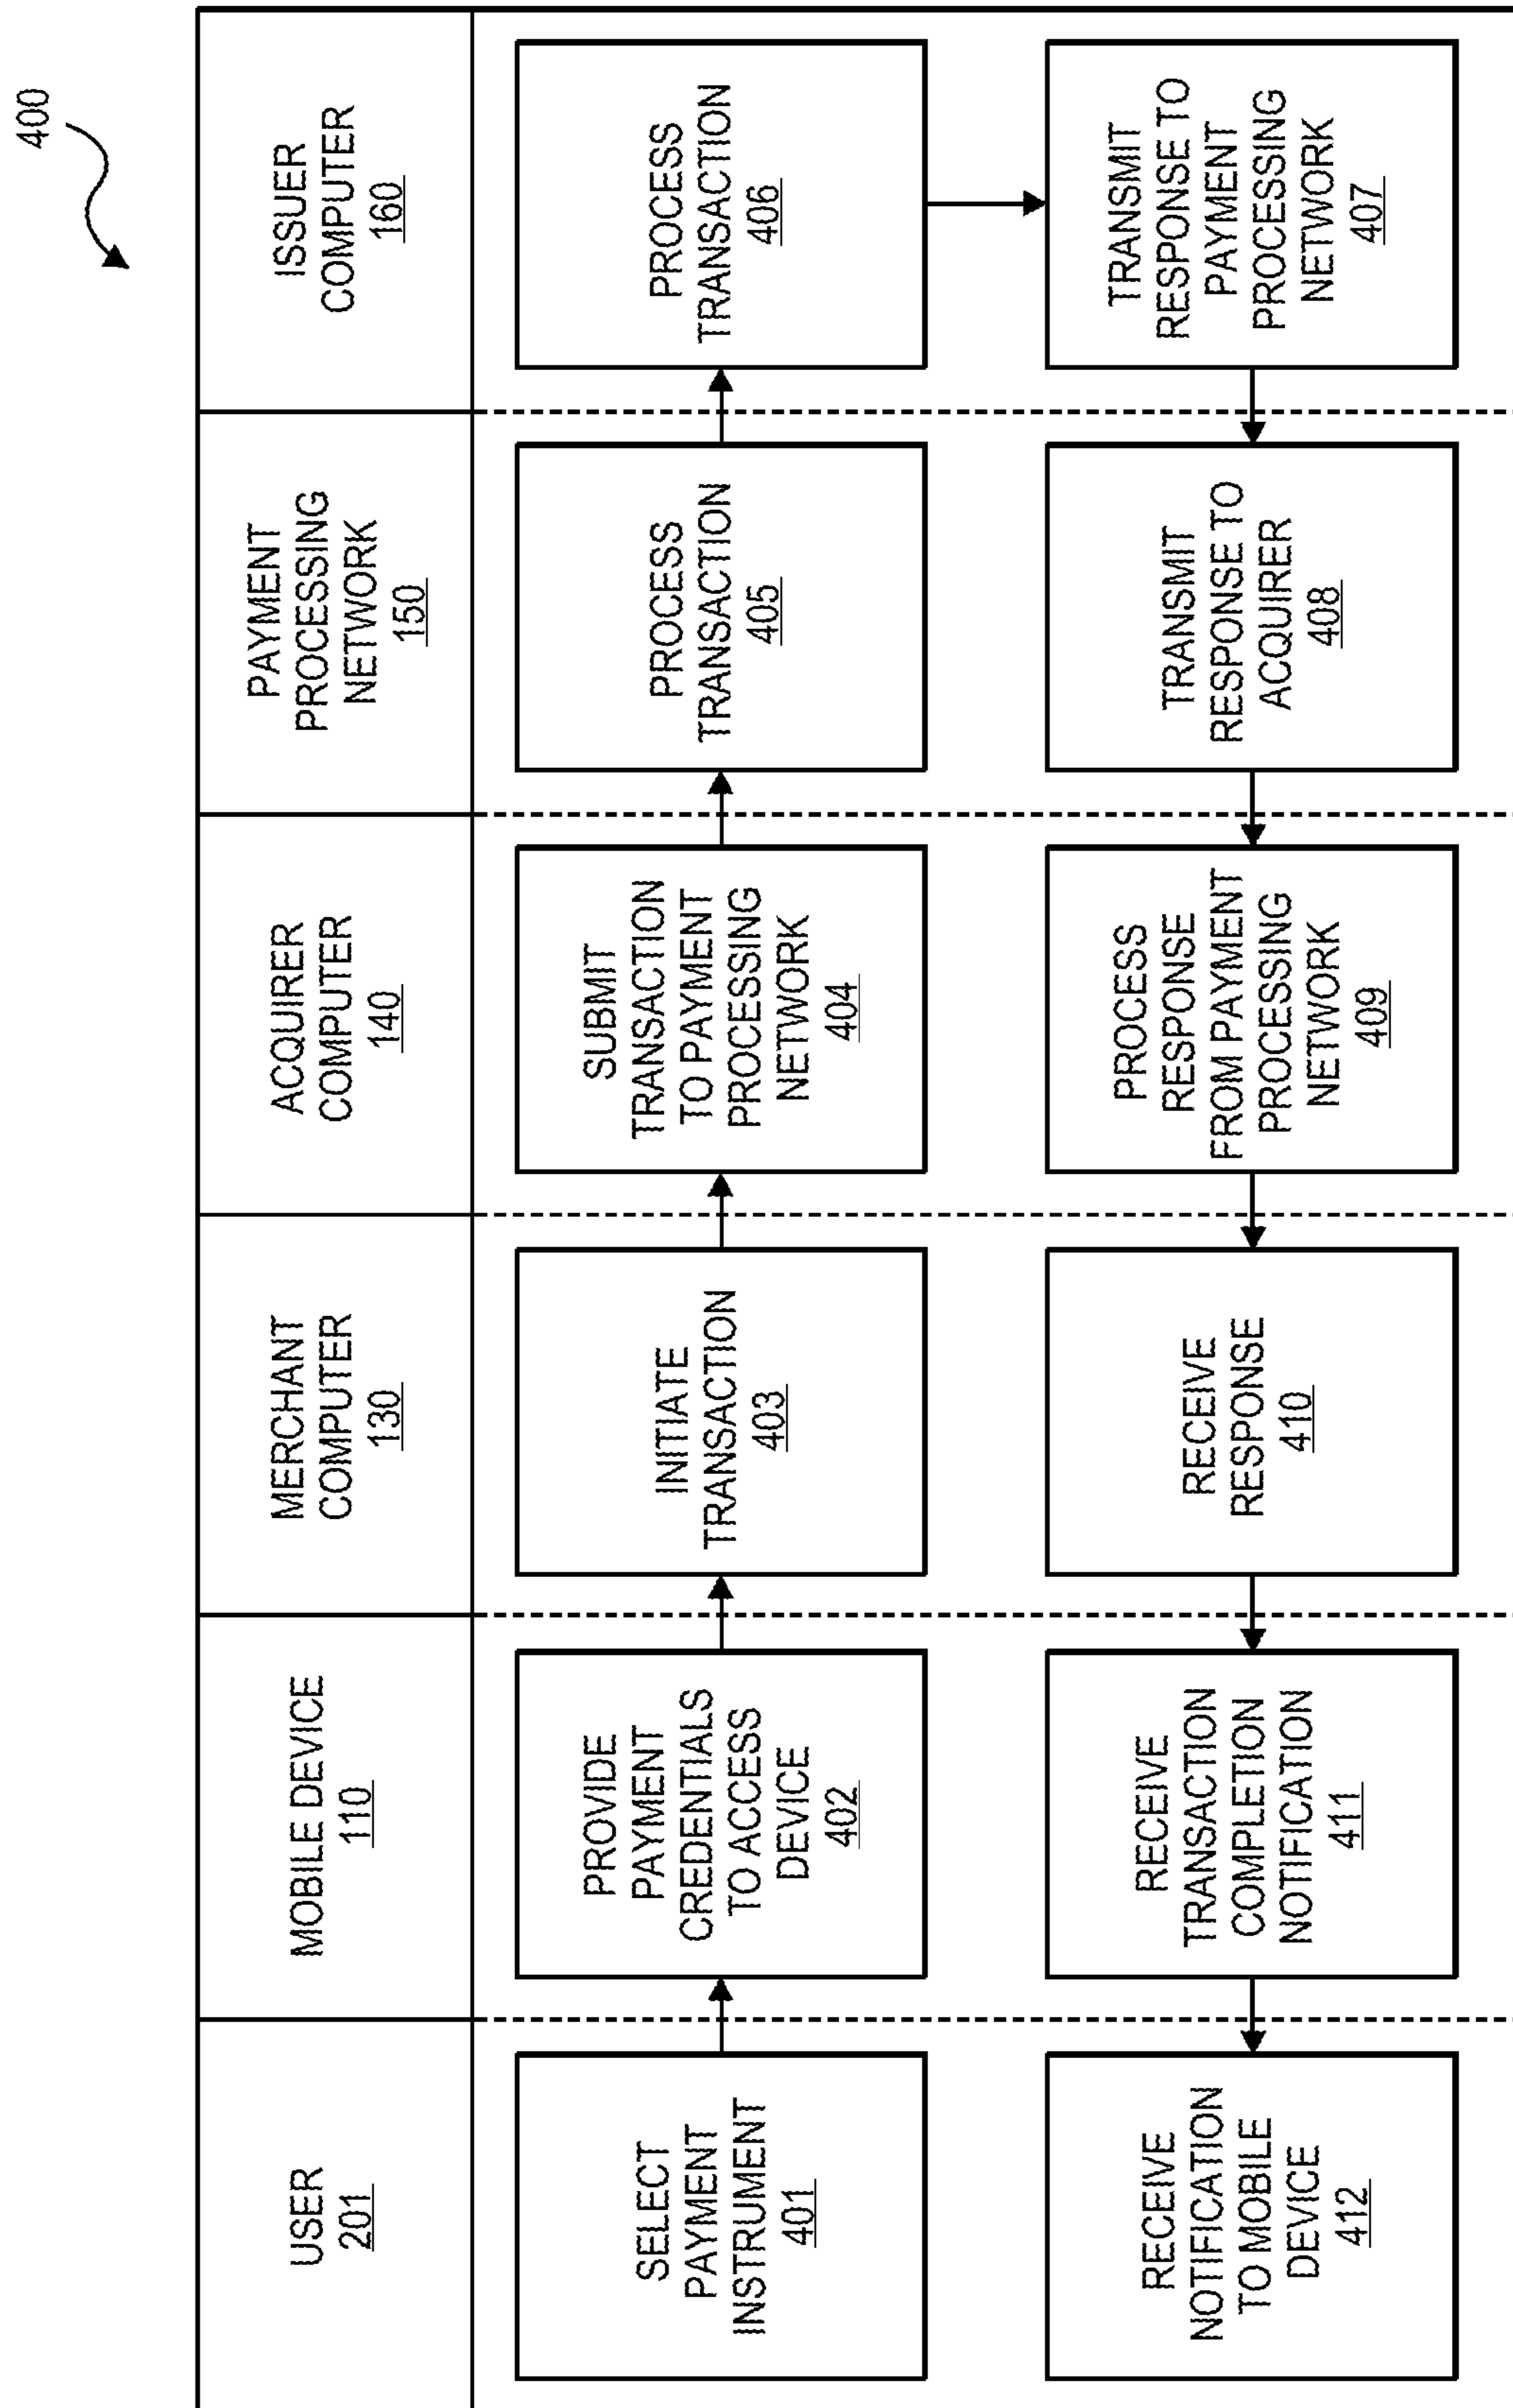 400
USER
201
MOBILE DEVICE
110
MERCHANT
COMPUTER
130
ACQUIRER
COMPUTER
140
PAYMENT
PROCESSING
NETWORK
150
ISSUER
COMPUTER
160
SELECT
PAYMENT
INSTRUMENT
401
PROVIDE
PAYMENT
CREDENTIALS
TO ACCESS
DEVICE
402
INITIATE
TRANSACTION
403
SUBMIT
TRANSACTION
TO PAYMENT
PROCESSING
NETWORK
404
PROCESS
TRANSACTION
405
PROCESS
TRANSACTION
406
RECEIVE
NOTIFICATION
TO MOBILE
DEVICE
412
RECEIVE
TRANSACTION
COMPLETION
NOTIFICATION
411
RECEIVE
RESPONSE
410
PROCESS
RESPONSE
FROM PAYMENT
PROCESSING
NETWORK
409
TRANSMIT
RESPONSE TO
ACQUIRER
408
TRANSMIT
RESPONSE TO
PAYMENT
PROCESSING
NETWORK
407